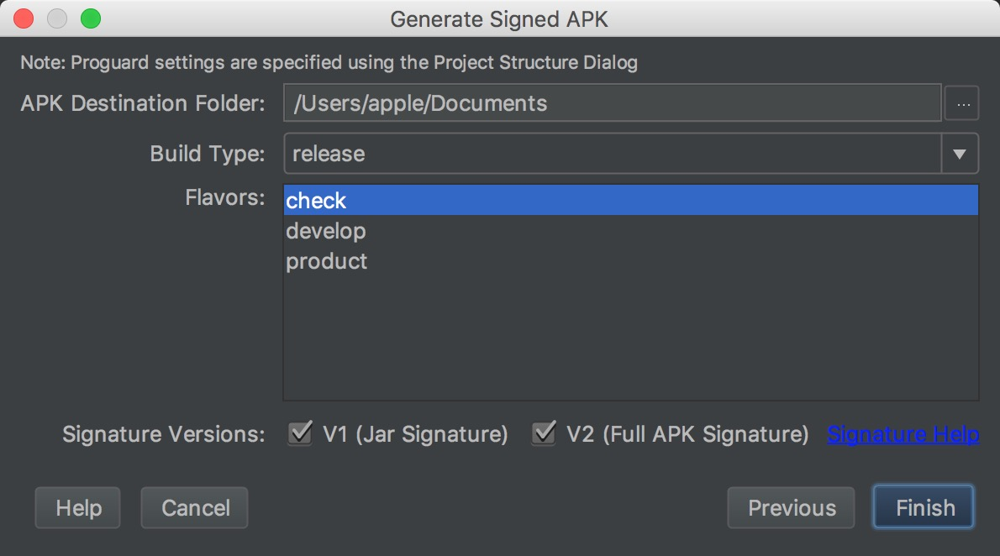 Generate Signed APK
Note: Proguard settings are specified using the Project Structure Dialog
APK Destination Folder: /Users/apple/Documents ...
Build Type: release
Flavors: check
develop
product
Signature Versions: V1 (Jar Signature) V2 (Full APK Signature) Signature Help
Help Cancel Previous Finish